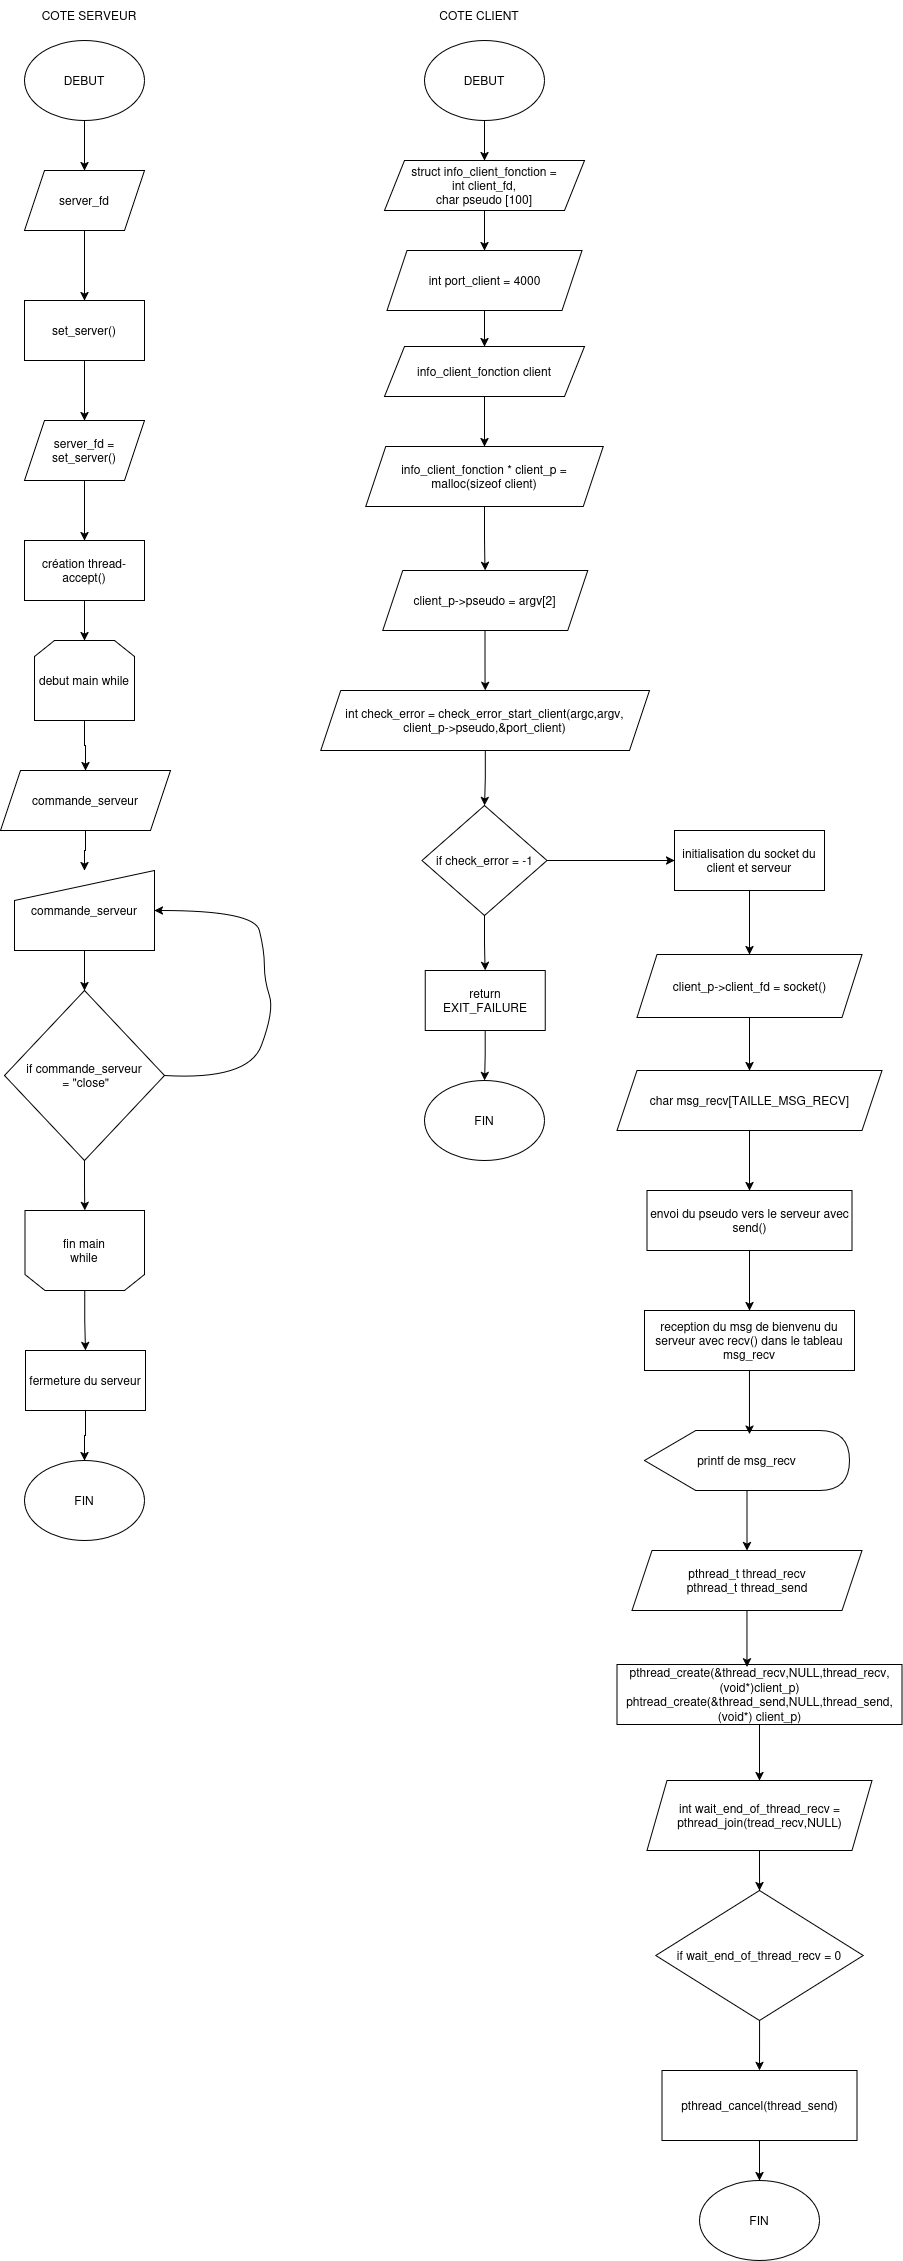 COTE SERVEUR
DEBUT
server_fd
set_server()
server_fd =
set_server()
création thread-
accept()
debut main while
commande_serveur
commande_serveur
if commande_serveur
= "close"
fin main
while
fermeture du serveur
FIN
COTE CLIENT
DEBUT
struct info_client_fonction =
int client_fd,
char pseudo [100]
int port_client = 4000
info_client_fonction client
info_client_fonction * client_p =
malloc(sizeof client)
client_p->pseudo = argv[2]
int check_error = check_error_start_client(argc,argv,
client_p->pseudo,&port_client)
if check_error = -1
return
EXIT_FAILURE
FIN
initialisation du socket du
client et serveur
client_p->client_fd = socket()
char msg_recv[TAILLE_MSG_RECV]
envoi du pseudo vers le serveur avec
send()
reception du msg de bienvenu du
serveur avec recv() dans le tableau
msg_recv
printf de msg_recv
pthread_t thread_recv
pthread_t thread_send
pthread_create(&thread_recv,NULL,thread_recv,
(void*)client_p)
phtread_create(&thread_send,NULL,thread_send,
(void*) client_p)
int wait_end_of_thread_recv =
pthread_join(tread_recv,NULL)
if wait_end_of_thread_recv = 0
pthread_cancel(thread_send)
FIN